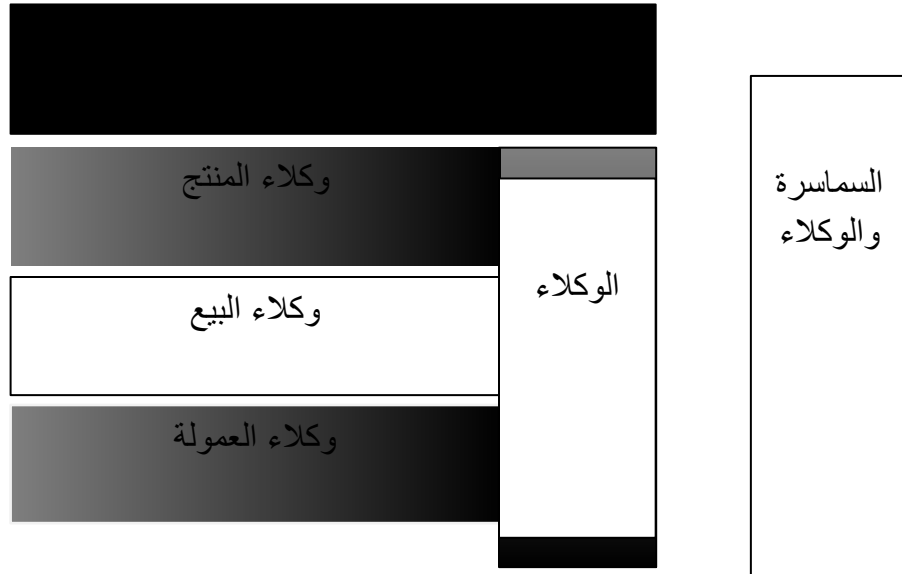 السماسرة
والوكلاء
الوكلاء
وكلاء المنتج
وكلاء البيع
وكلاء العمولة